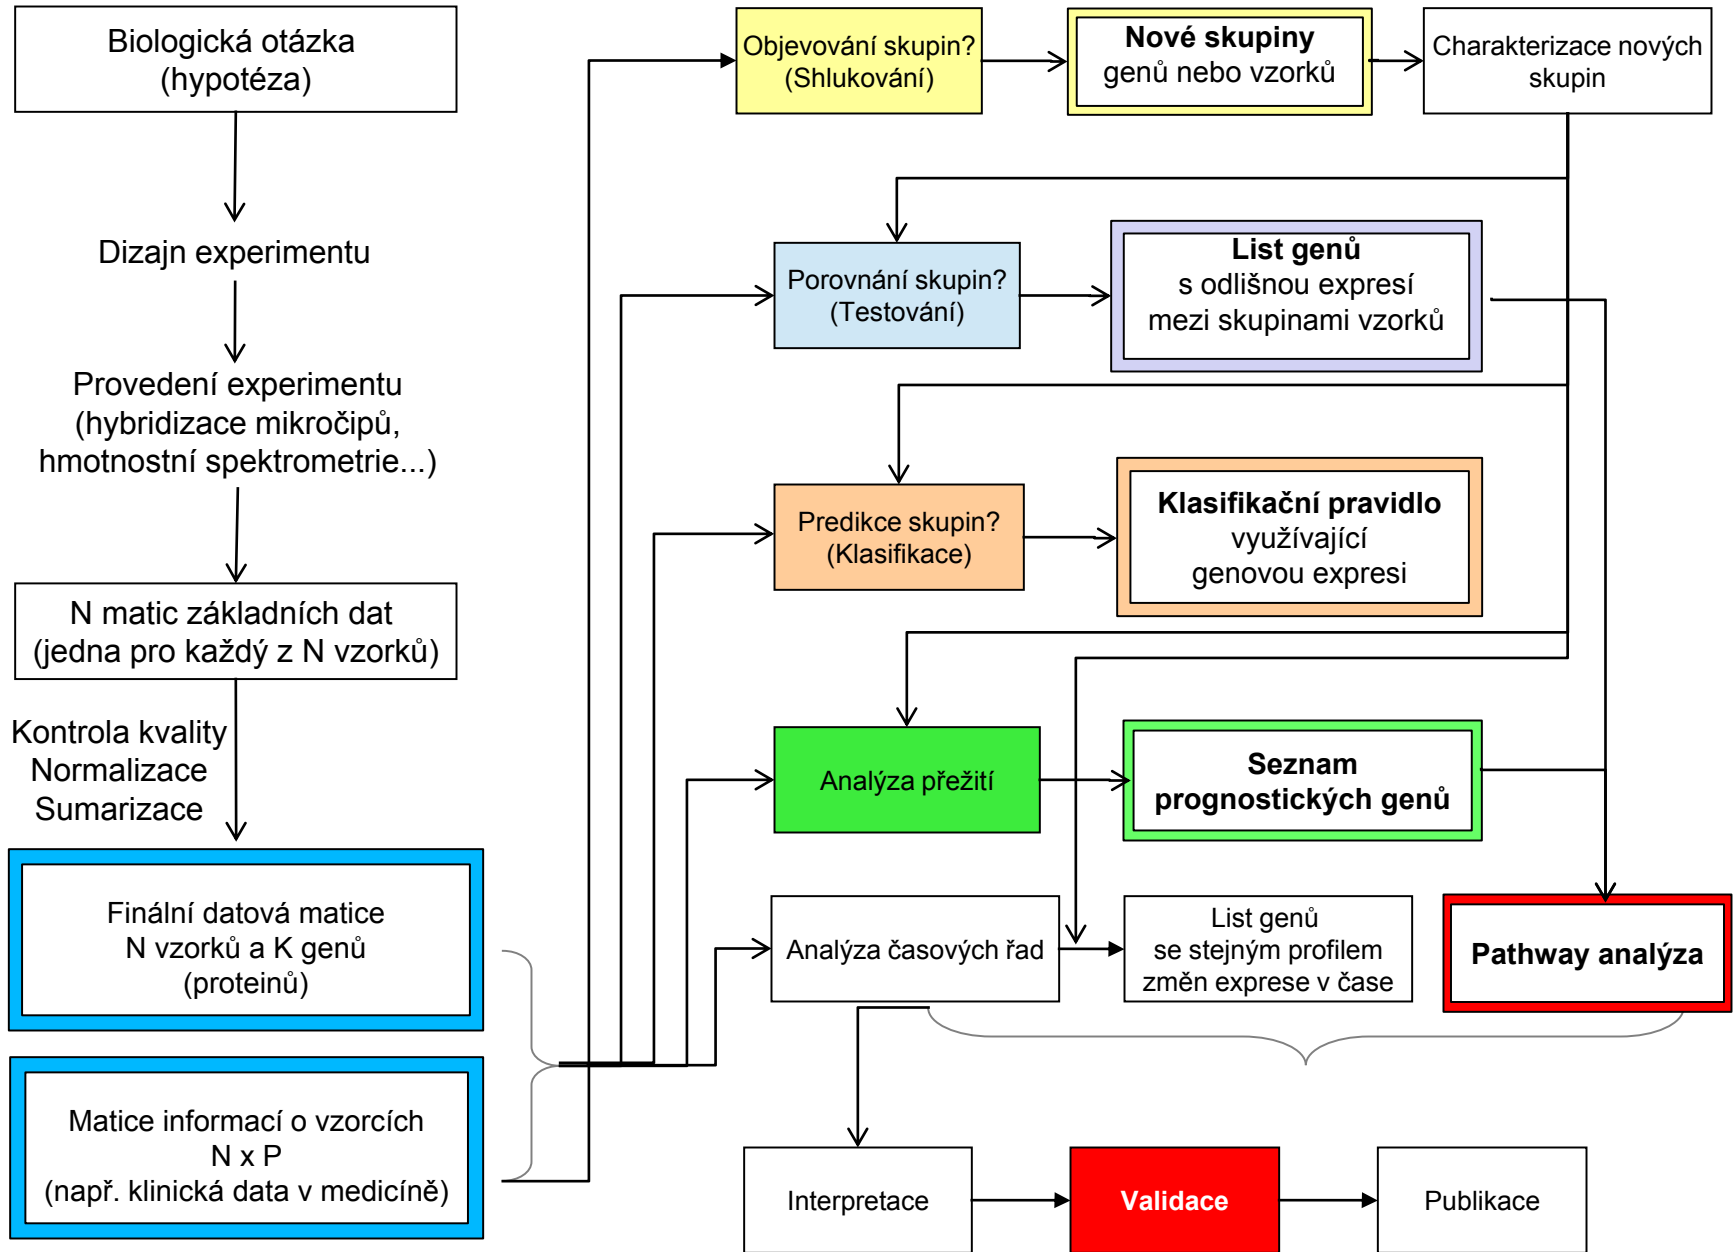 Biologická otázka
(hypotéza)
Dizajn experimentu
Provedení experimentu
(hybridizace mikročipů,
hmotnostní spektrometrie...)
N matic základních dat
(jedna pro každý z N vzorků)
Kontrola kvality
Normalizace
Sumarizace
Finální datová matice
N vzorků a K genů
(proteinů)
Matice informací o vzorcích
N x P
(např. klinická data v medicíně)
Objevování skupin?
(Shlukování)
Nové skupiny
genů nebo vzorků
Charakterizace nových
skupin
Porovnání skupin?
(Testování)
List genů
s odlišnou expresí
mezi skupinami vzorků
Predikce skupin?
(Klasifikace)
Klasifikační pravidlo
využívající
genovou expresi
Analýza přežití
Seznam
prognostických genů
Analýza časových řad
List genů
se stejným profilem
změn exprese v čase
Pathway analýza
Interpretace
Validace
Publikace